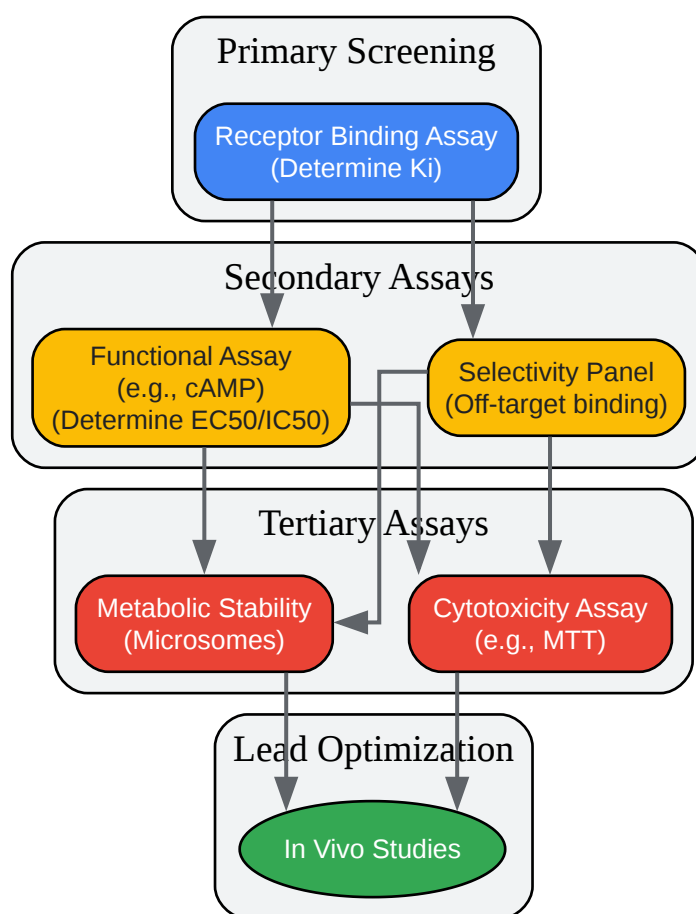 Primary Screening
Receptor Binding Assay
(Determine Ki)
Secondary Assays
Functional Assay
(e.g., cAMP)
(Determine EC50/IC50)
Selectivity Panel
(Off-target binding)
Tertiary Assays
Metabolic Stability
(Microsomes)
Cytotoxicity Assay
(e.g., MTT)
Lead Optimization
In Vivo Studies